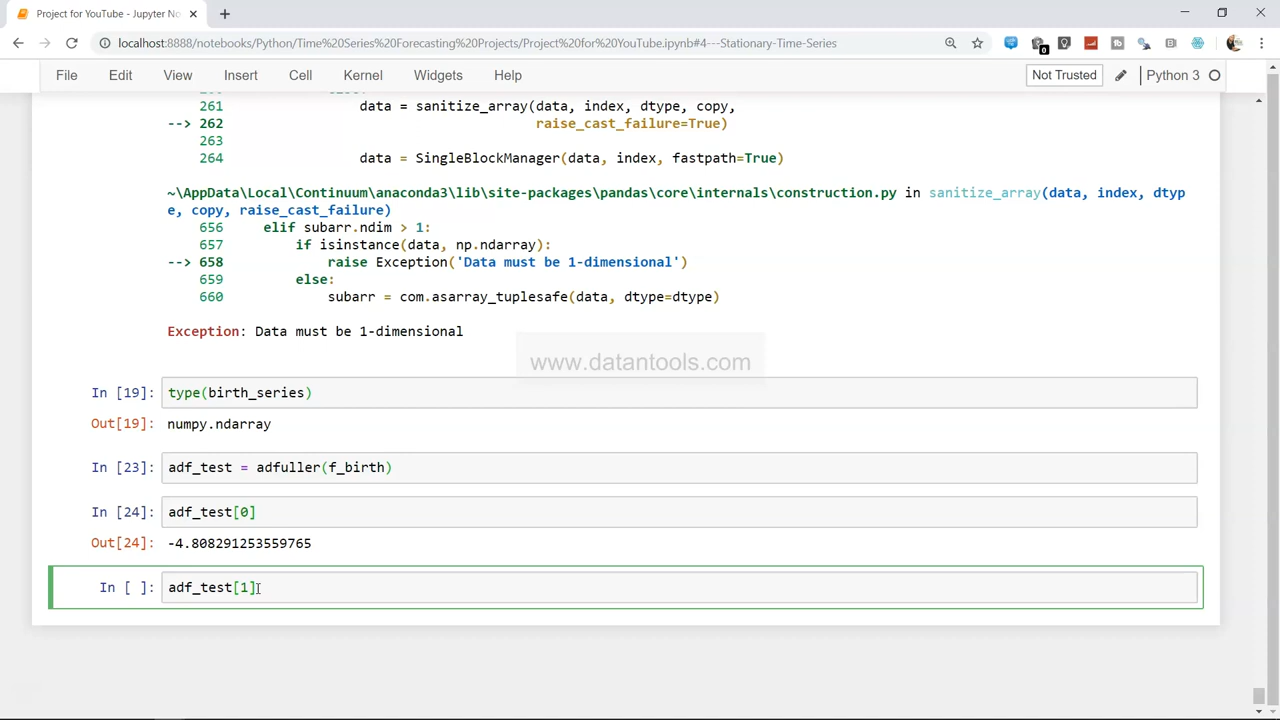 Project for YouTube - Jupyter No
localhost:8888/notebooks/Python/Time%20Series%20Forecasting%20Projects/Project%20for%20YouTube.ipynb#4---Stationary-Time-Series
File Edit View Insert Cell Kernel Widgets Help Not Trusted Python 3
261 data = sanitize_array(data, index, dtype, copy,
--> 262 raise_cast_failure=True)
263
264 data = SingleBlockManager(data, index, fastpath=True)
~\AppData\Local\Continuum\anaconda3\lib\site-packages\pandas\core\internals\construction.py in sanitize_array(data, index, dtyp
e, copy, raise_cast_failure)
656 elif subarr.ndim > 1:
657 if isinstance(data, np.ndarray):
--> 658 raise Exception('Data must be 1-dimensional')
659 else:
660 subarr = com.asarray_tuplesafe(data, dtype=dtype)
Exception: Data must be 1-dimensional
www.datantools.com
In [19]: type(birth_series)
Out[19]: numpy.ndarray
In [23]: adf_test = adfuller(f_birth)
In [24]: adf_test[0]
Out[24]: -4.808291253559765
In [ ]: adf_test[1]